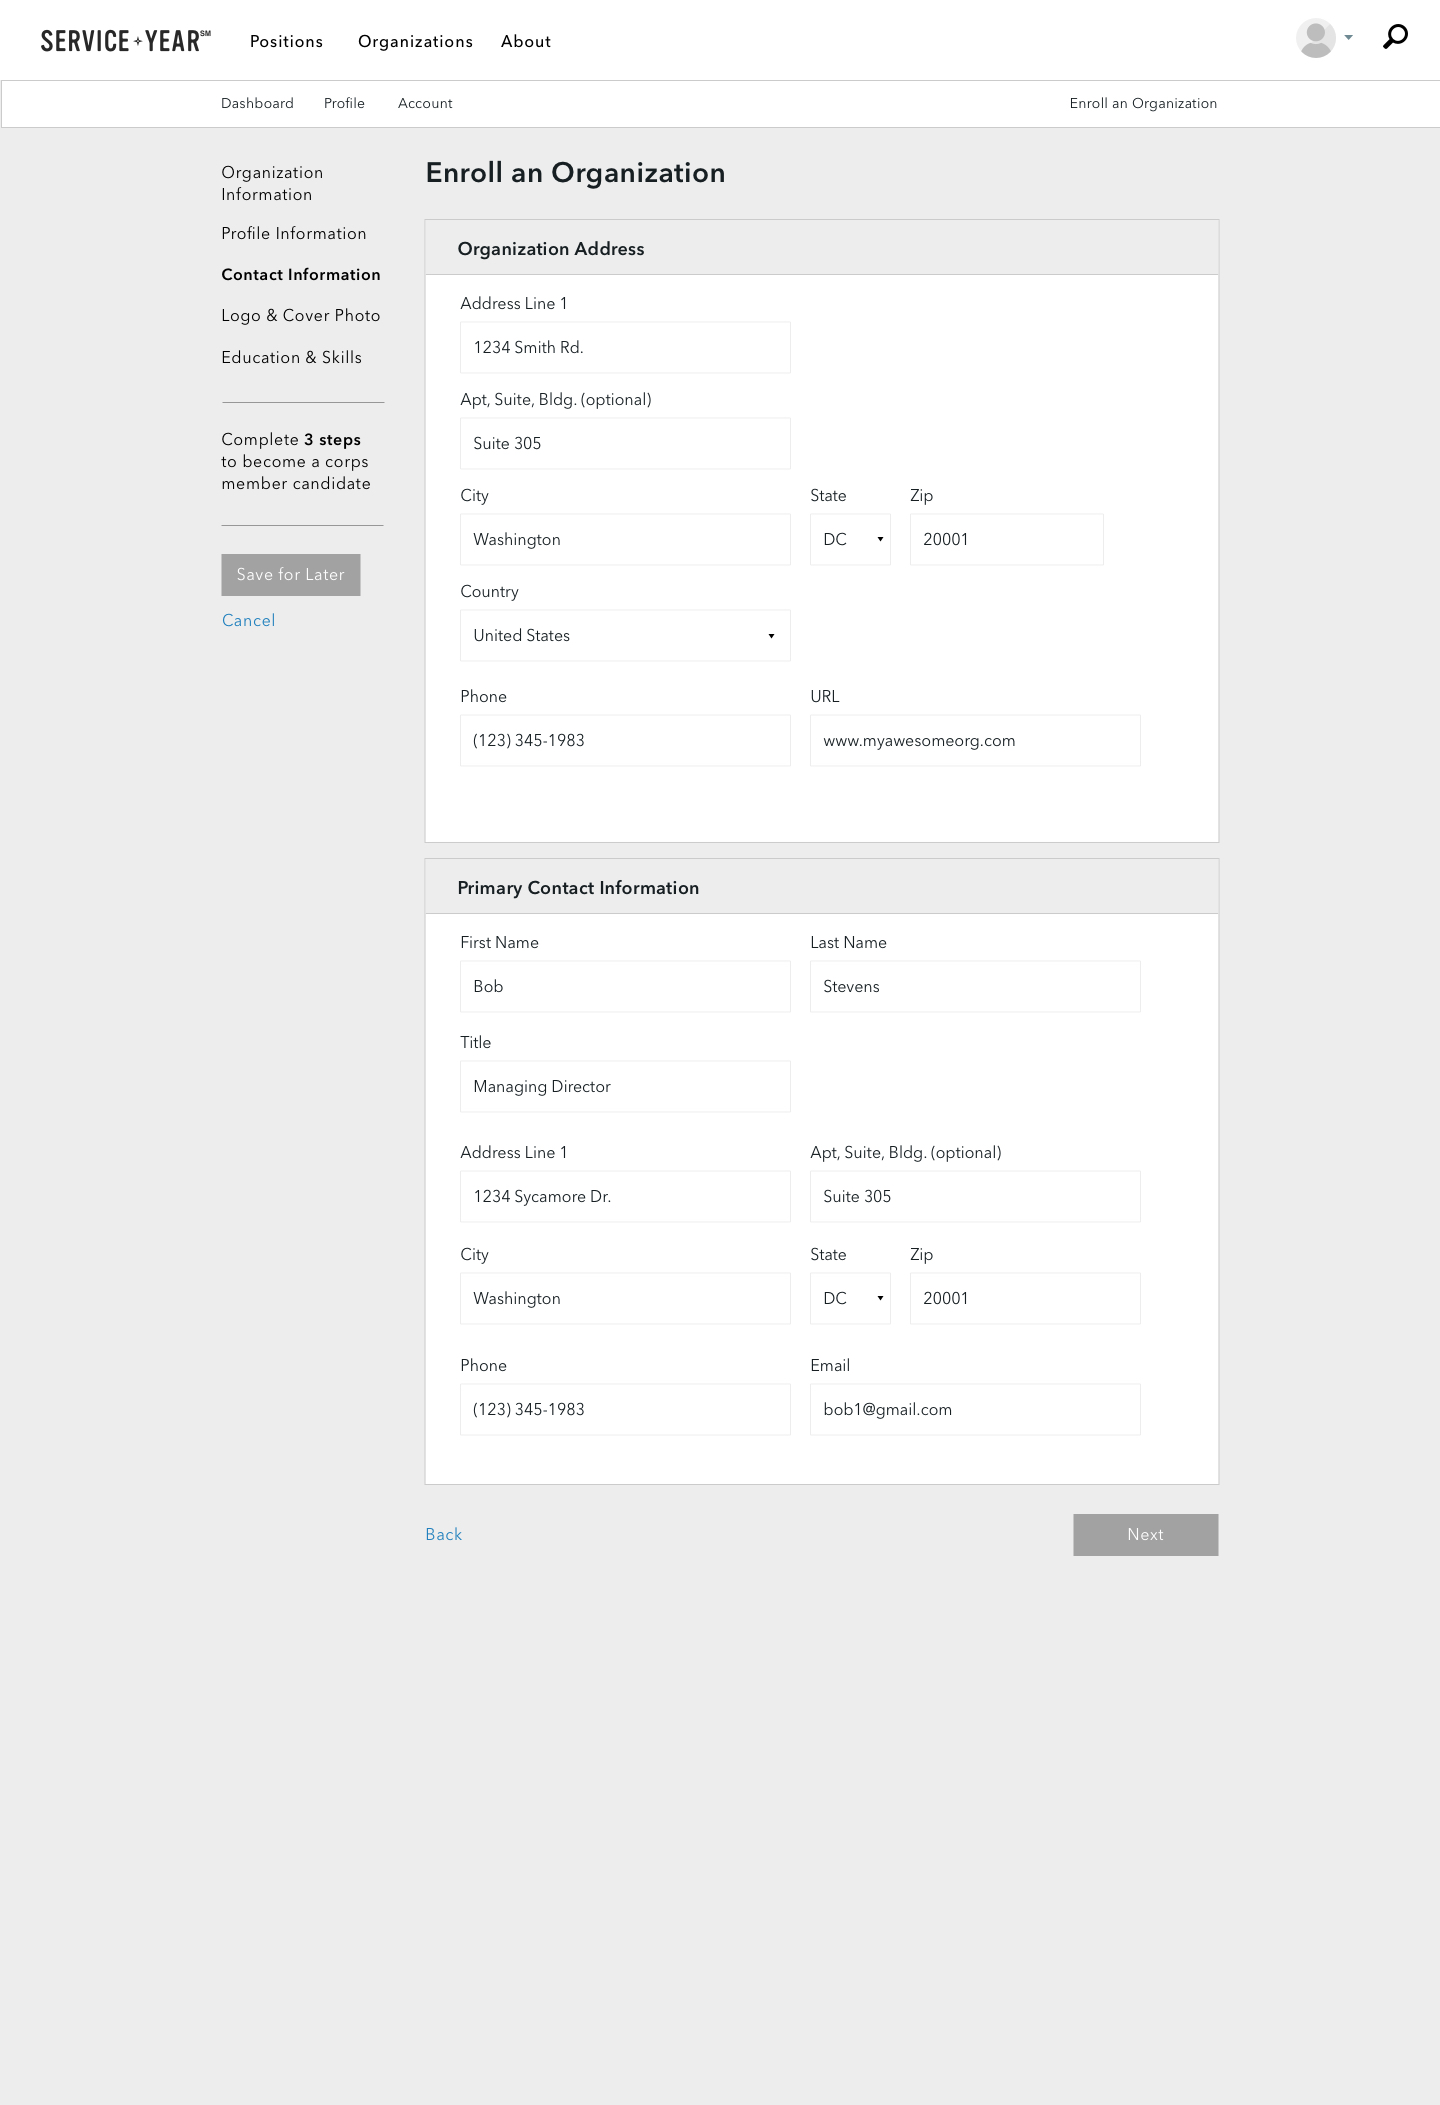 SERVICE+YEAR℠ Positions Organizations About
Dashboard Profile Account Enroll an Organization
Organization
Information
Profile Information
Contact Information
Logo & Cover Photo
Education & Skills
Complete 3 steps
to become a corps
member candidate
Save for Later
Cancel
Enroll an Organization
Organization Address
Address Line 1
1234 Smith Rd.
Apt, Suite, Bldg. (optional)
Suite 305
City State Zip
Washington DC 20001
Country
United States
Phone URL
(123) 345-1983 www.myawesomeorg.com
Primary Contact Information
First Name Last Name
Bob Stevens
Title
Managing Director
Address Line 1 Apt, Suite, Bldg. (optional)
1234 Sycamore Dr. Suite 305
City State Zip
Washington DC 20001
Phone Email
(123) 345-1983 bob1@gmail.com
Back Next